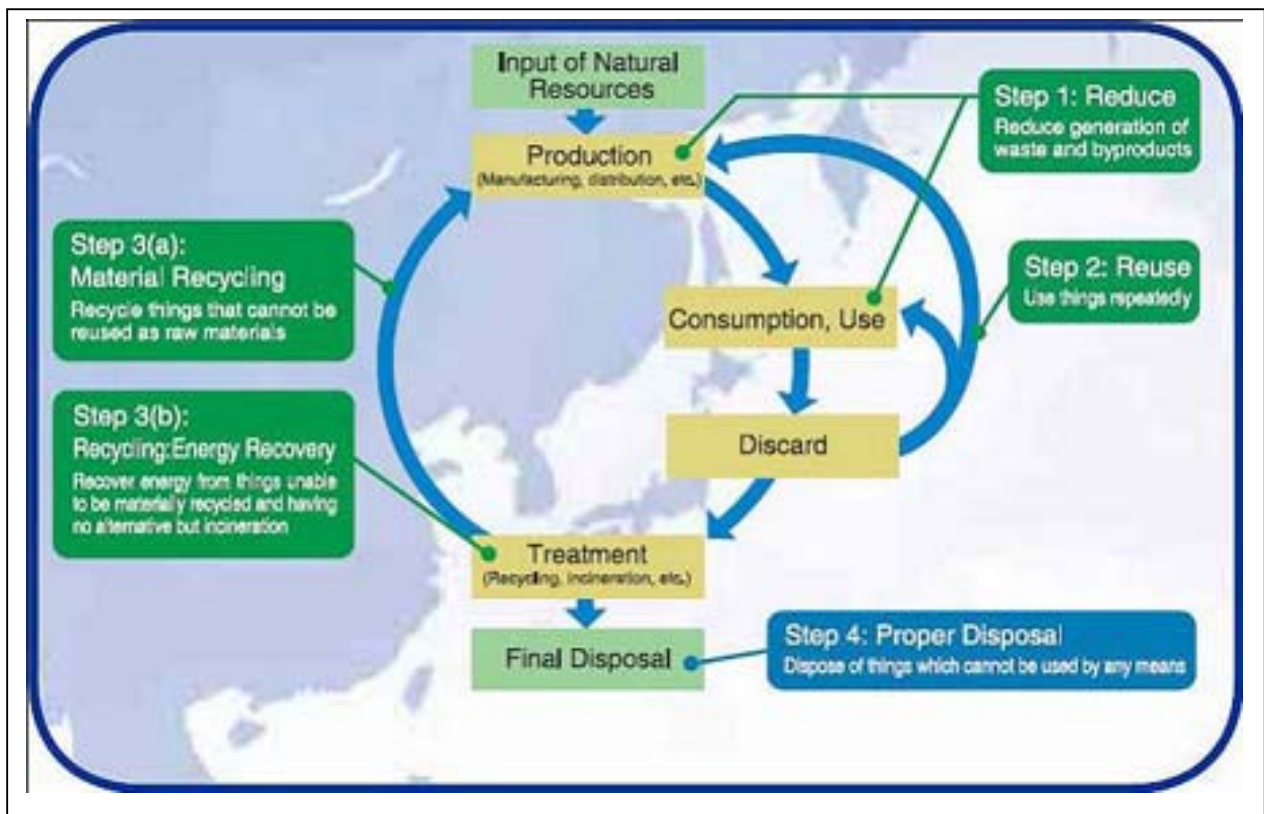 Input of Natural
Resources
Production
(Manufacturing, distribution, etc.)
Step 1: Reduce
Reduce generation of
waste and byproducts
Step 3(a):
Material Recycling
Recycle things that cannot be
reused as raw materials
Step 2: Reuse
Use things repeatedly
Consumption, Use
Step 3(b):
Recycling:Energy Recovery
Recover energy from things unable
to be materially recycled and having
no alternative but incineration
Discard
Treatment
(Recycling, incineration, etc.)
Final Disposal
Step 4: Proper Disposal
Dispose of things which cannot be used by any means